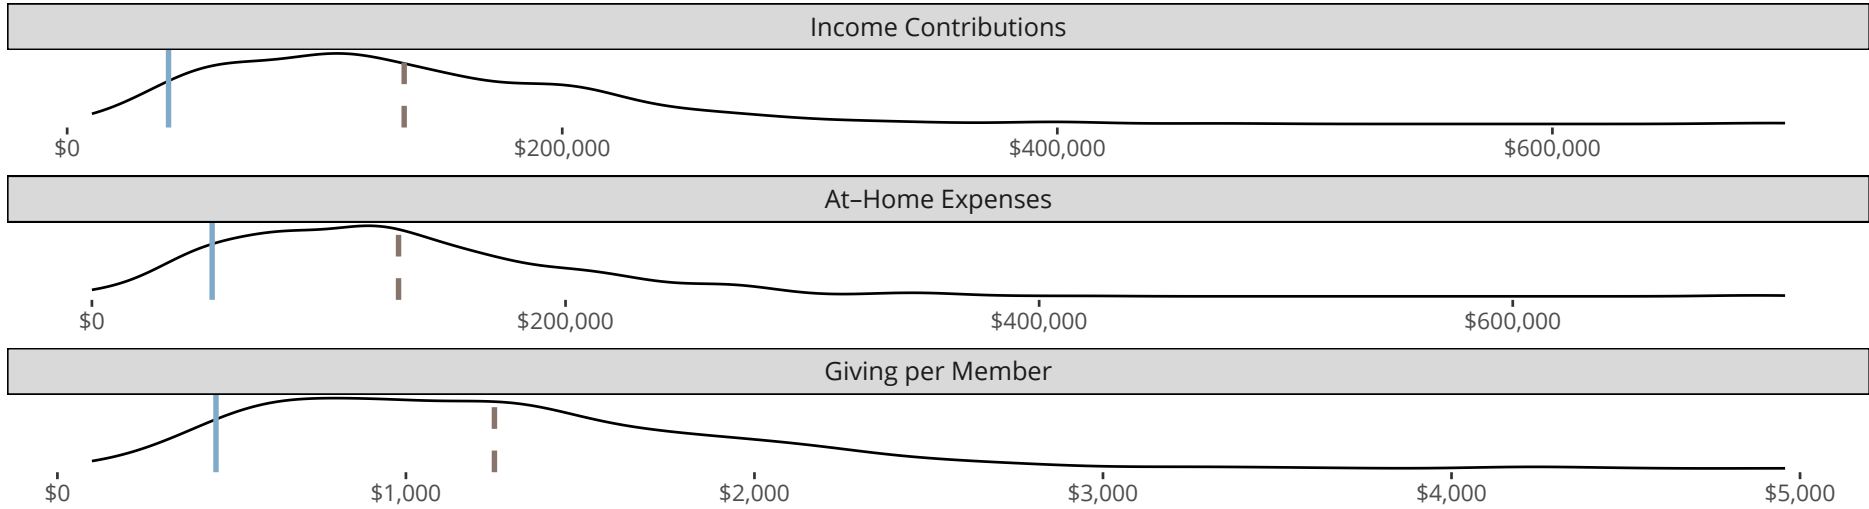 Income Contributions
$0 $200,000 $400,000 $600,000
At–Home Expenses
$0 $200,000 $400,000 $600,000
Giving per Member
$0 $1,000 $2,000 $3,000 $4,000 $5,000